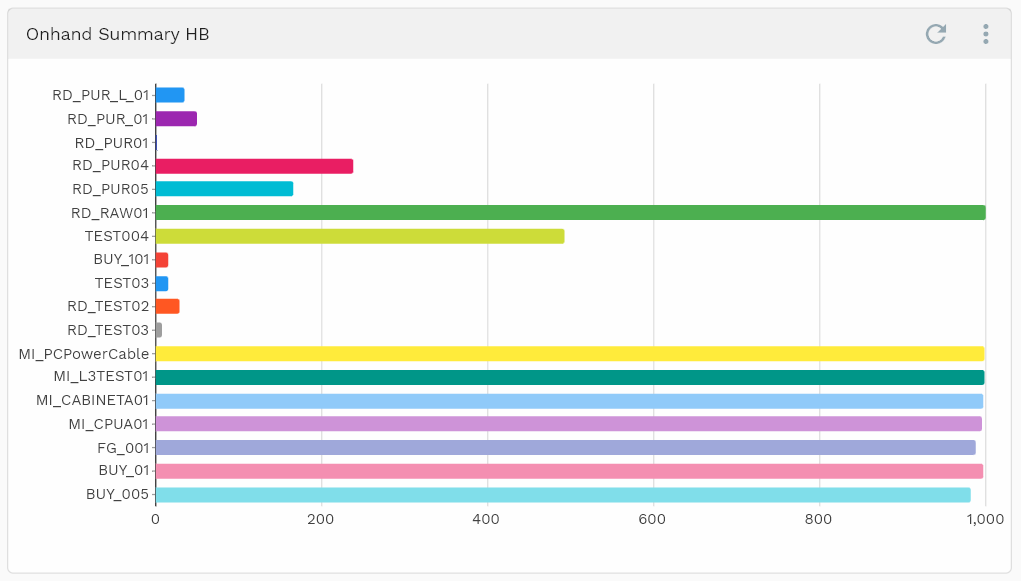 Onhand Summary HB
RD_PUR_L_01
RD_PUR_01
RD_PUR01
RD_PUR04
RD_PUR05
RD_RAW01
TEST004
BUY_101
TEST03
RD_TEST02
RD_TEST03
MI_PCPowerCable
MI_L3TEST01
MI_CABINETA01
MI_CPUA01
FG_001
BUY_01
BUY_005
0 200 400 600 800 1,000